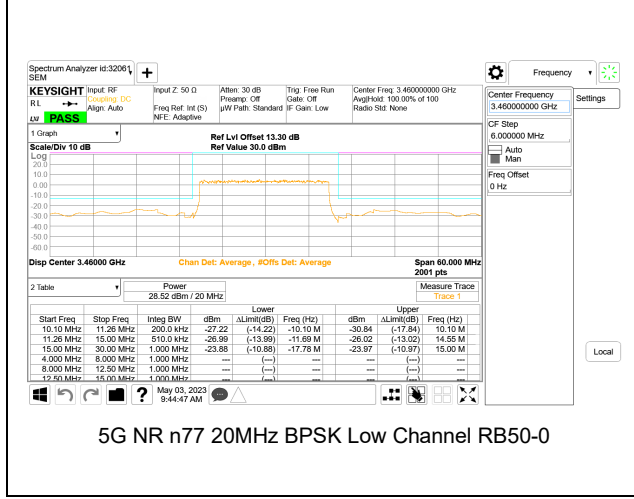 Spectrum Analyzer id:32061
SEM
Frequency
KEYSIGHT
RL
LXI PASS
Input: RF
Coupling: DC
Align: Auto
Input Z: 50 Ω
Freq Ref: Int (S)
NFE: Adaptive
Atten: 30 dB
Preamp: Off
µW Path: Standard
Trig: Free Run
Gate: Off
IF Gain: Low
Center Freq: 3.460000000 GHz
Avg|Hold: 100.00% of 100
Radio Std: None
Center Frequency
3.460000000 GHz
Settings
CF Step
6.000000 MHz
Auto
Man
Freq Offset
0 Hz
Local
1 Graph
Scale/Div 10 dB
Ref Lvl Offset 13.30 dB
Ref Value 30.0 dBm
Log
20.0
10.0
0.00
-10.0
-20.0
-30.0
-40.0
-50.0
-60.0
Disp Center 3.46000 GHz
Chan Det: Average, #Offs Det: Average
Span 60.000 MHz
2001 pts
2 Table
Power
28.52 dBm / 20 MHz
Measure Trace
Trace 1
Lower Upper
Start Freq Stop Freq Integ BW dBm ΔLimit(dB) Freq (Hz) dBm ΔLimit(dB) Freq (Hz)
10.10 MHz 11.26 MHz 200.0 kHz -27.22 (-14.22) -10.10 M -30.84 (-17.84) 10.10 M
11.26 MHz 15.00 MHz 510.0 kHz -26.99 (-13.99) -11.69 M -26.02 (-13.02) 14.55 M
15.00 MHz 30.00 MHz 1.000 MHz -23.88 (-10.88) -17.78 M -23.97 (-10.97) 15.00 M
4.000 MHz 8.000 MHz 1.000 MHz --- (---) --- (---)
8.000 MHz 12.50 MHz 1.000 MHz --- (---) --- (---)
12.50 MHz 15.00 MHz 1.000 MHz --- (---) --- (---)
May 03, 2023
9:44:47 AM
5G NR n77 20MHz BPSK Low Channel RB50-0